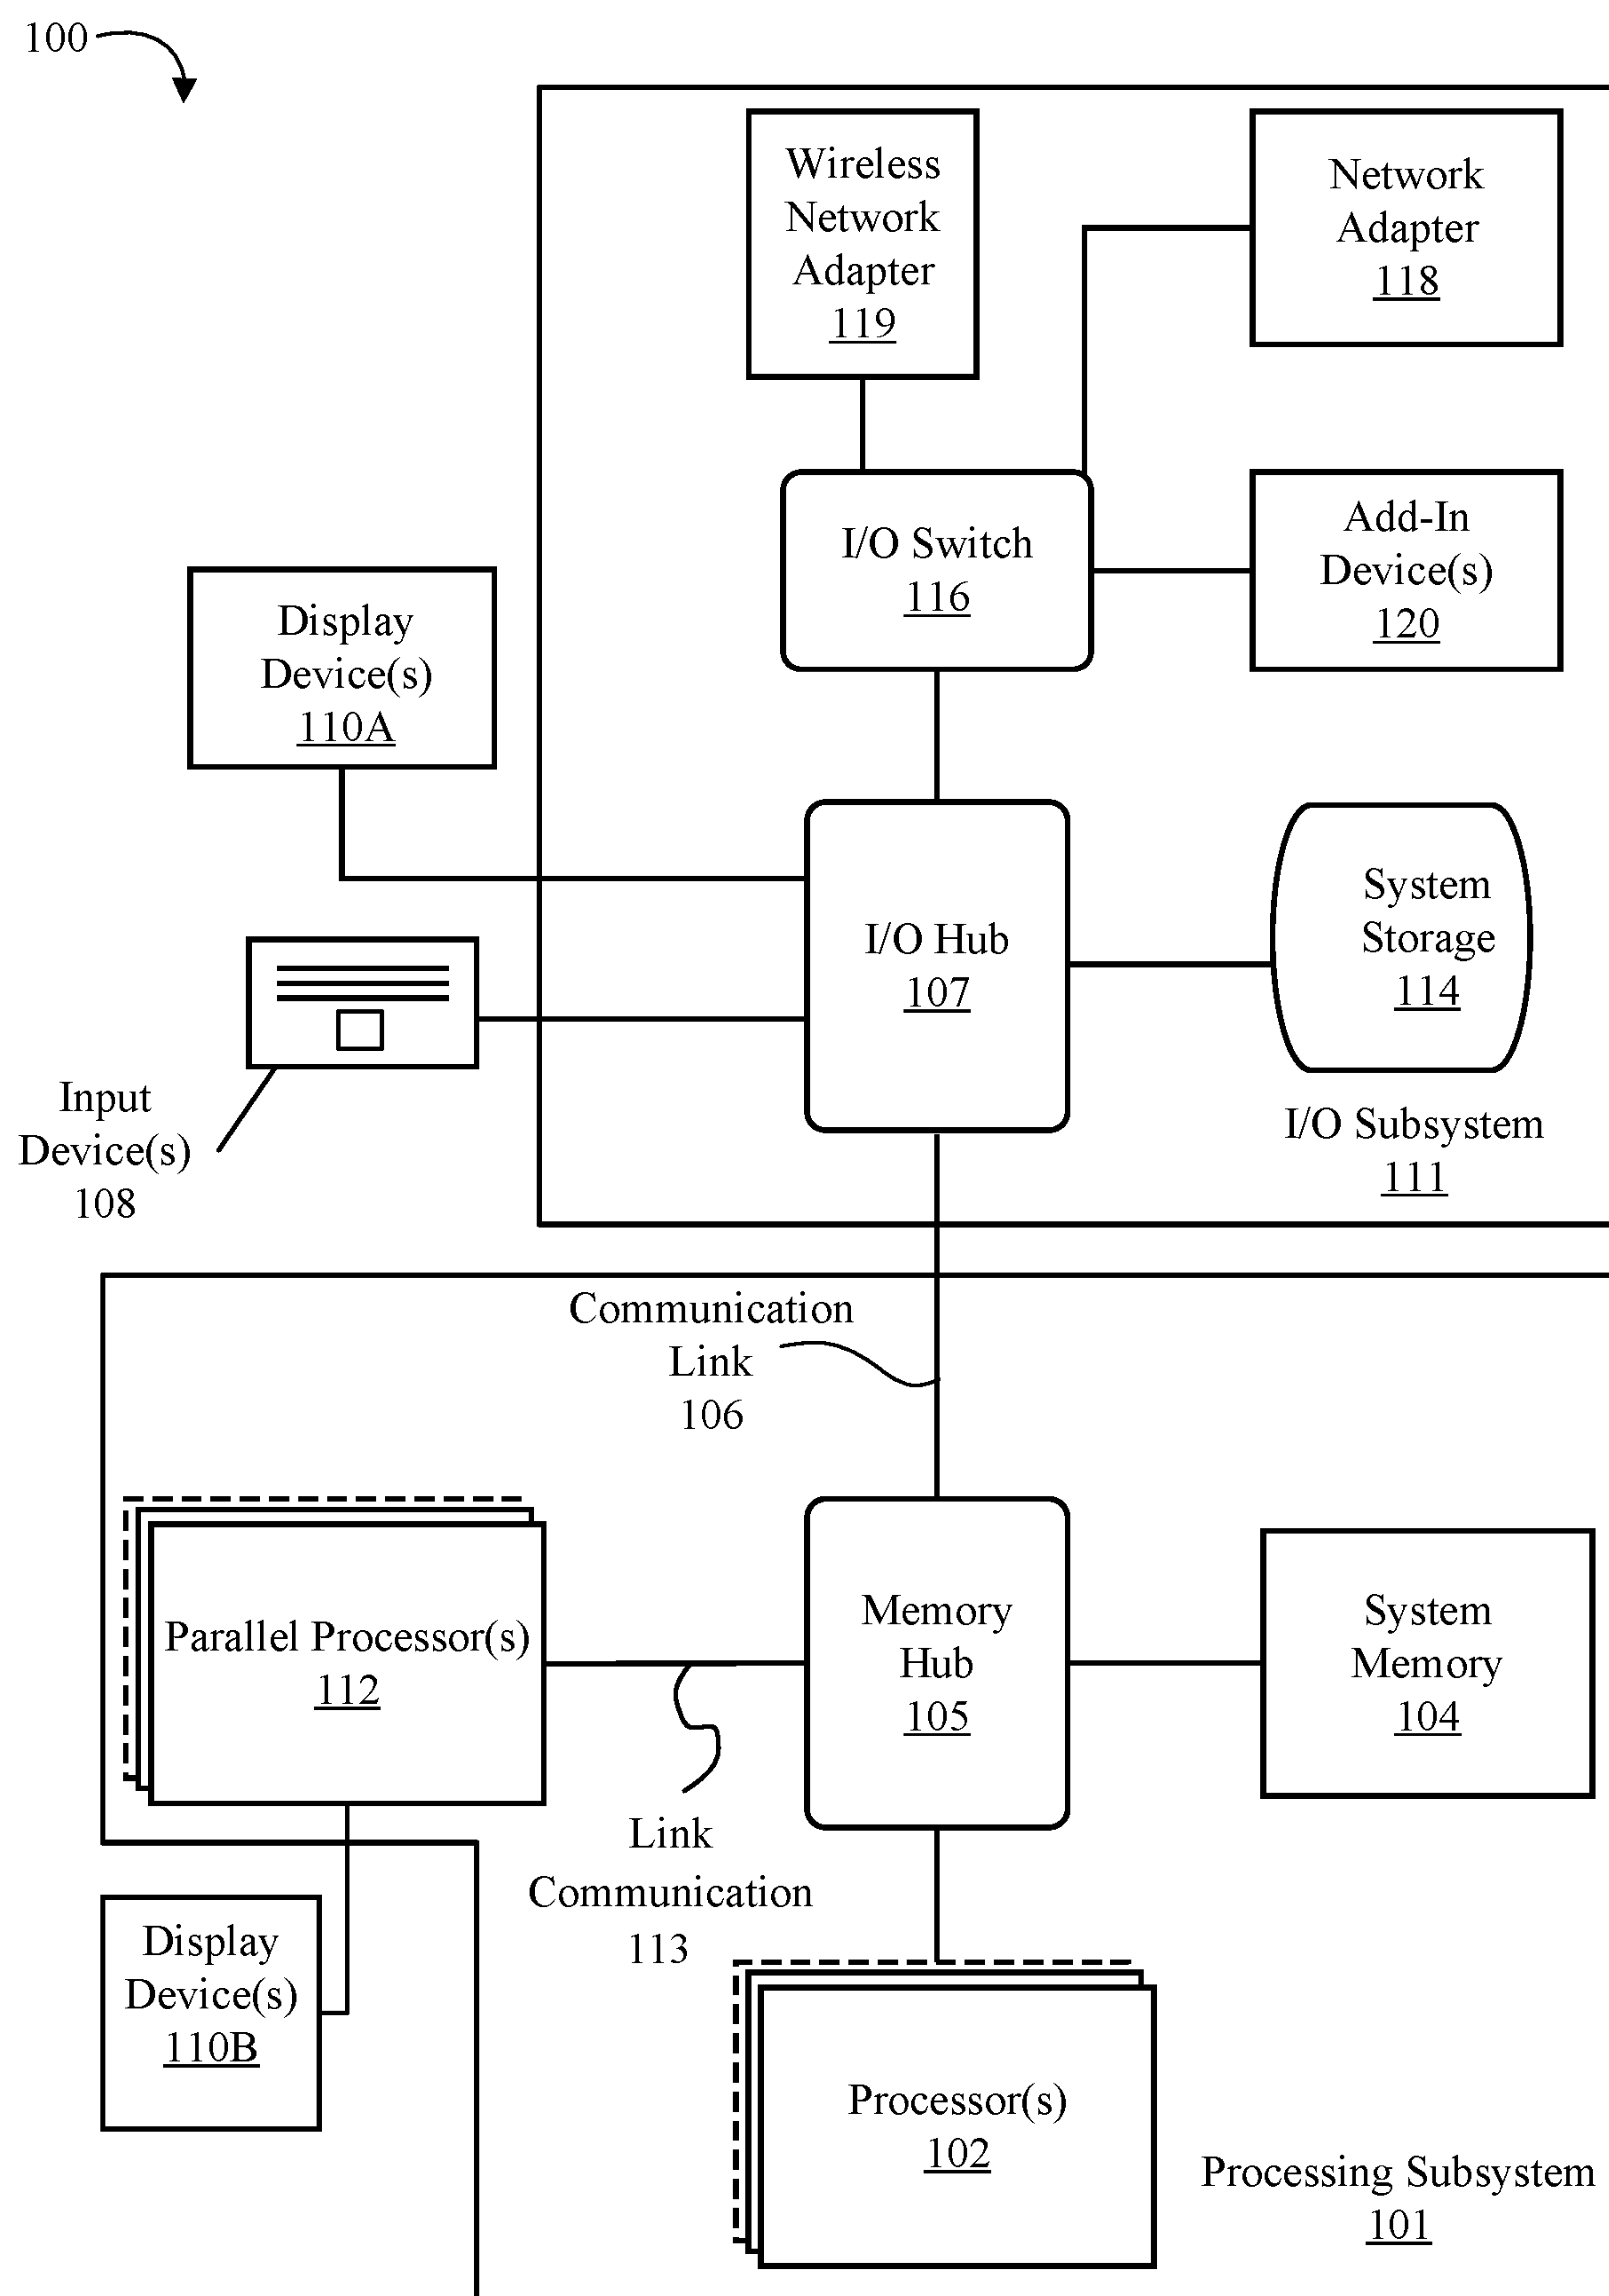 100
Wireless
Network
Adapter
119
Network
Adapter
118
I/O Switch
116
Add-In
Device(s)
120
Display
Device(s)
110A
I/O Hub
107
System
Storage
114
Input
Device(s)
108
I/O Subsystem
111
Communication
Link
106
Parallel Processor(s)
112
Memory
Hub
105
System
Memory
104
Link
Communication
113
Display
Device(s)
110B
Processor(s)
102
Processing Subsystem
101